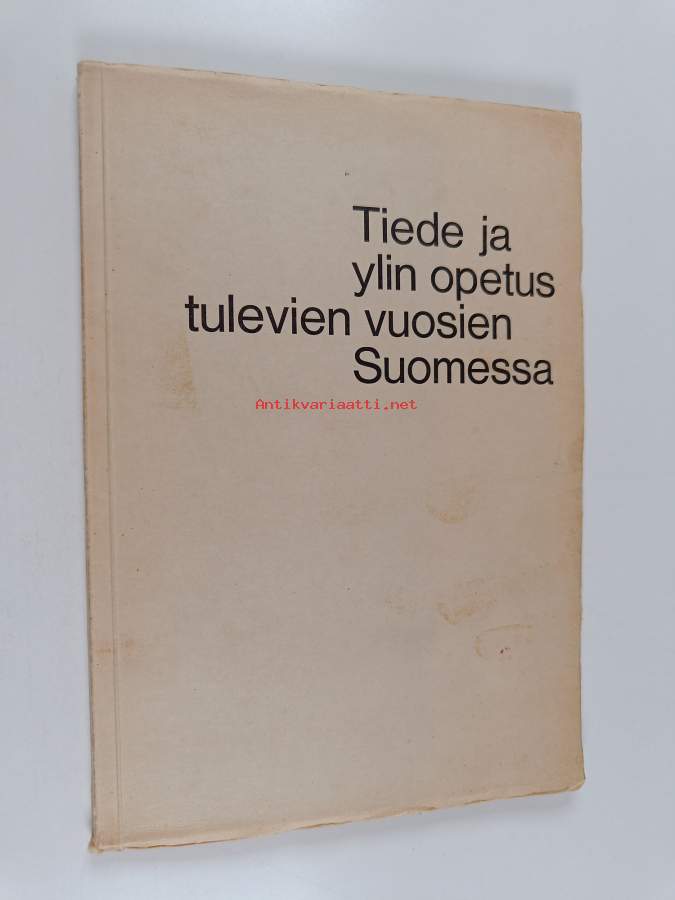 Tiede ja
ylin opetus
tulevien vuosien
Suomessa
Antikvariaatti.net